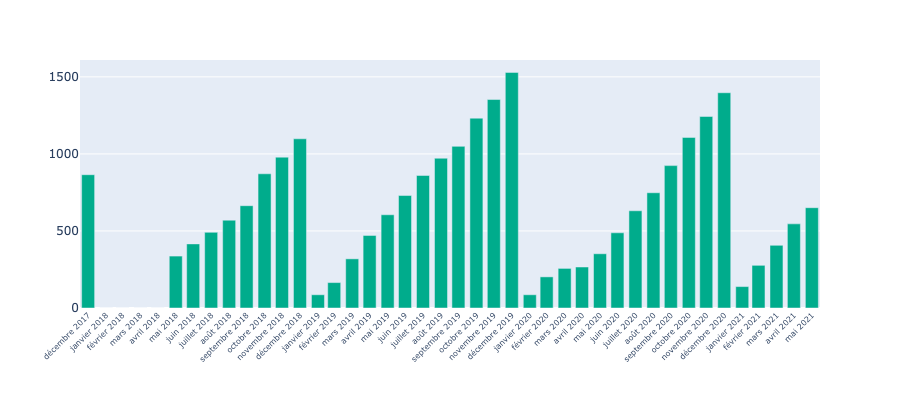 1500
1000
500
0
décembre 2017
janvier 2018
février 2018
mars 2018
avril 2018
mai 2018
juin 2018
juillet 2018
août 2018
septembre 2018
octobre 2018
novembre 2018
décembre 2018
janvier 2019
février 2019
mars 2019
avril 2019
mai 2019
juin 2019
juillet 2019
août 2019
septembre 2019
octobre 2019
novembre 2019
décembre 2019
janvier 2020
février 2020
mars 2020
avril 2020
mai 2020
juin 2020
juillet 2020
août 2020
septembre 2020
octobre 2020
novembre 2020
décembre 2020
janvier 2021
février 2021
mars 2021
avril 2021
mai 2021